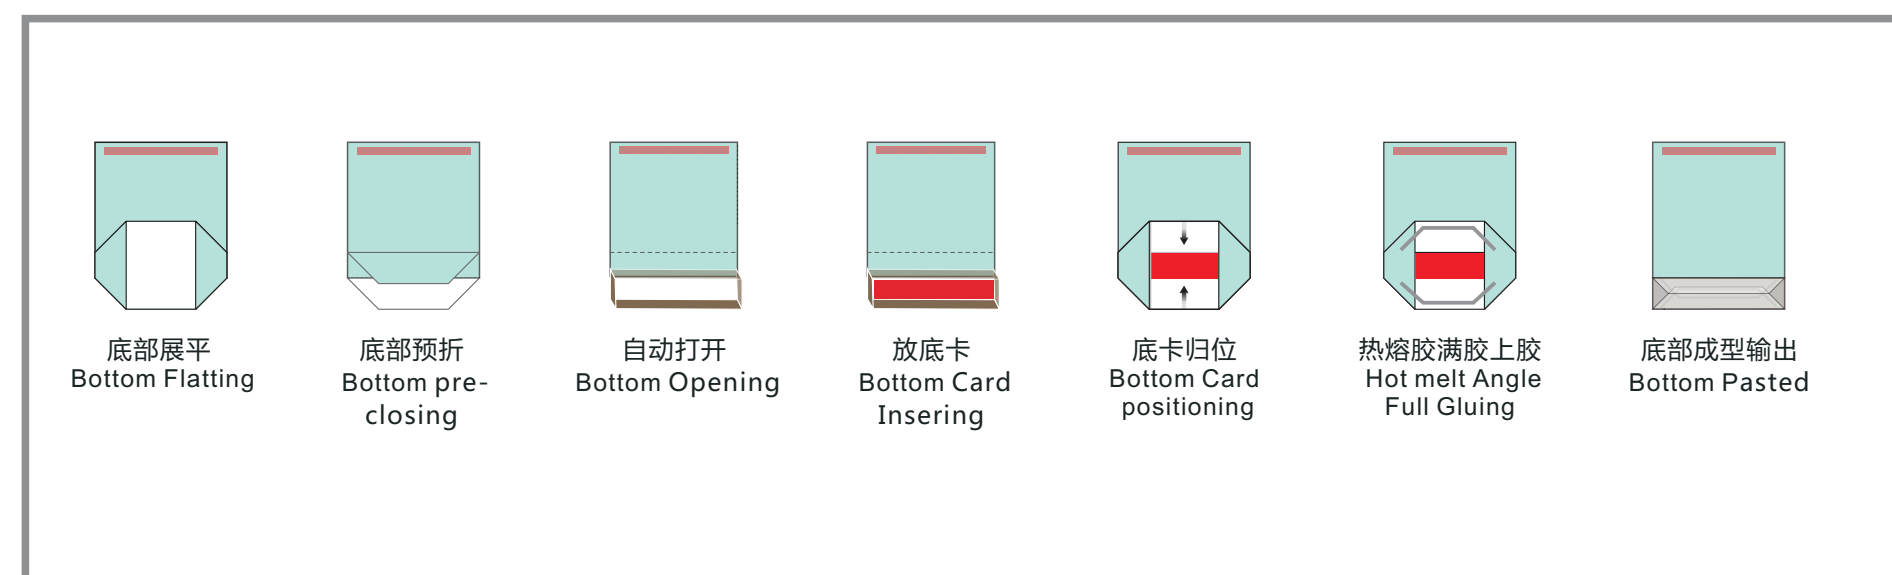 底部展平
Bottom Flatting
底部预折
Bottom pre-
closing
自动打开
Bottom Opening
放底卡
Bottom Card
Insering
底卡归位
Bottom Card
positioning
热熔胶满胶上胶
Hot melt Angle
Full Gluing
底部成型输出
Bottom Pasted